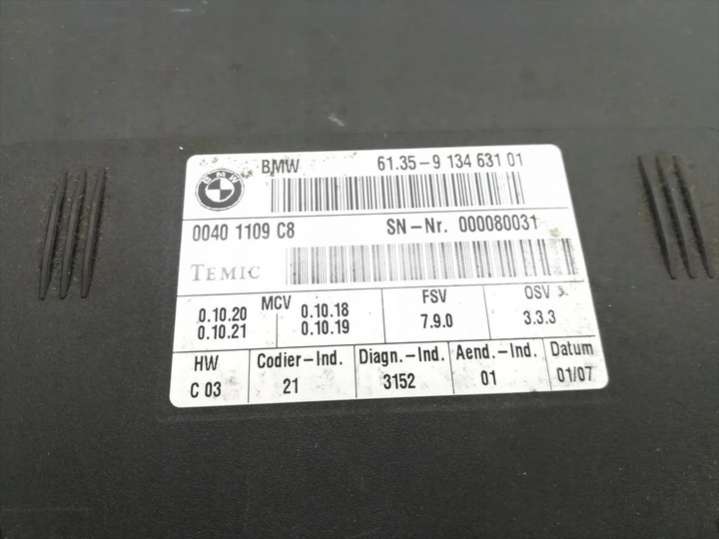 BMW 61.35-9 134 631 01
BMW
0040 1109 C8 SN-Nr. 000080031
TEMIC
MCV FSV OSV
0.10.20 0.10.18 7.9.0 3.3.3
0.10.21 0.10.19
HW Codier-Ind. Diagn.-Ind. Aend.-Ind. Datum
C 03 21 3152 01 01/07